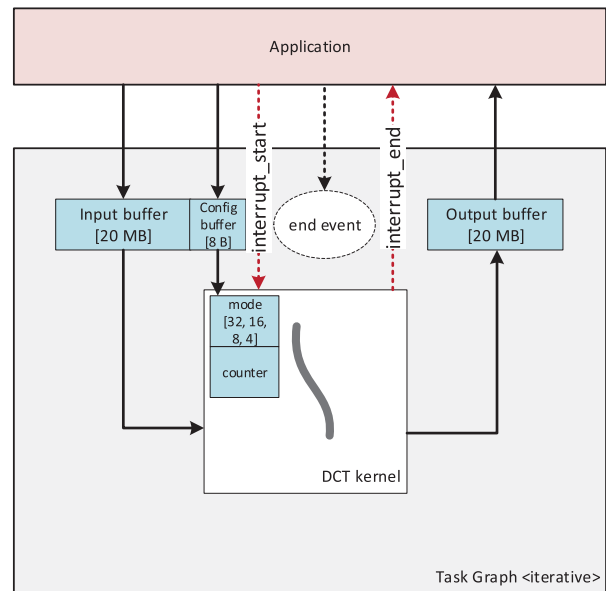 Application
interrupt_start
interrupt_end
Input buffer
[20 MB]
Config
buffer
[8 B]
end event
Output buffer
[20 MB]
mode
[32, 16,
8, 4]
counter
DCT kernel
Task Graph <iterative>